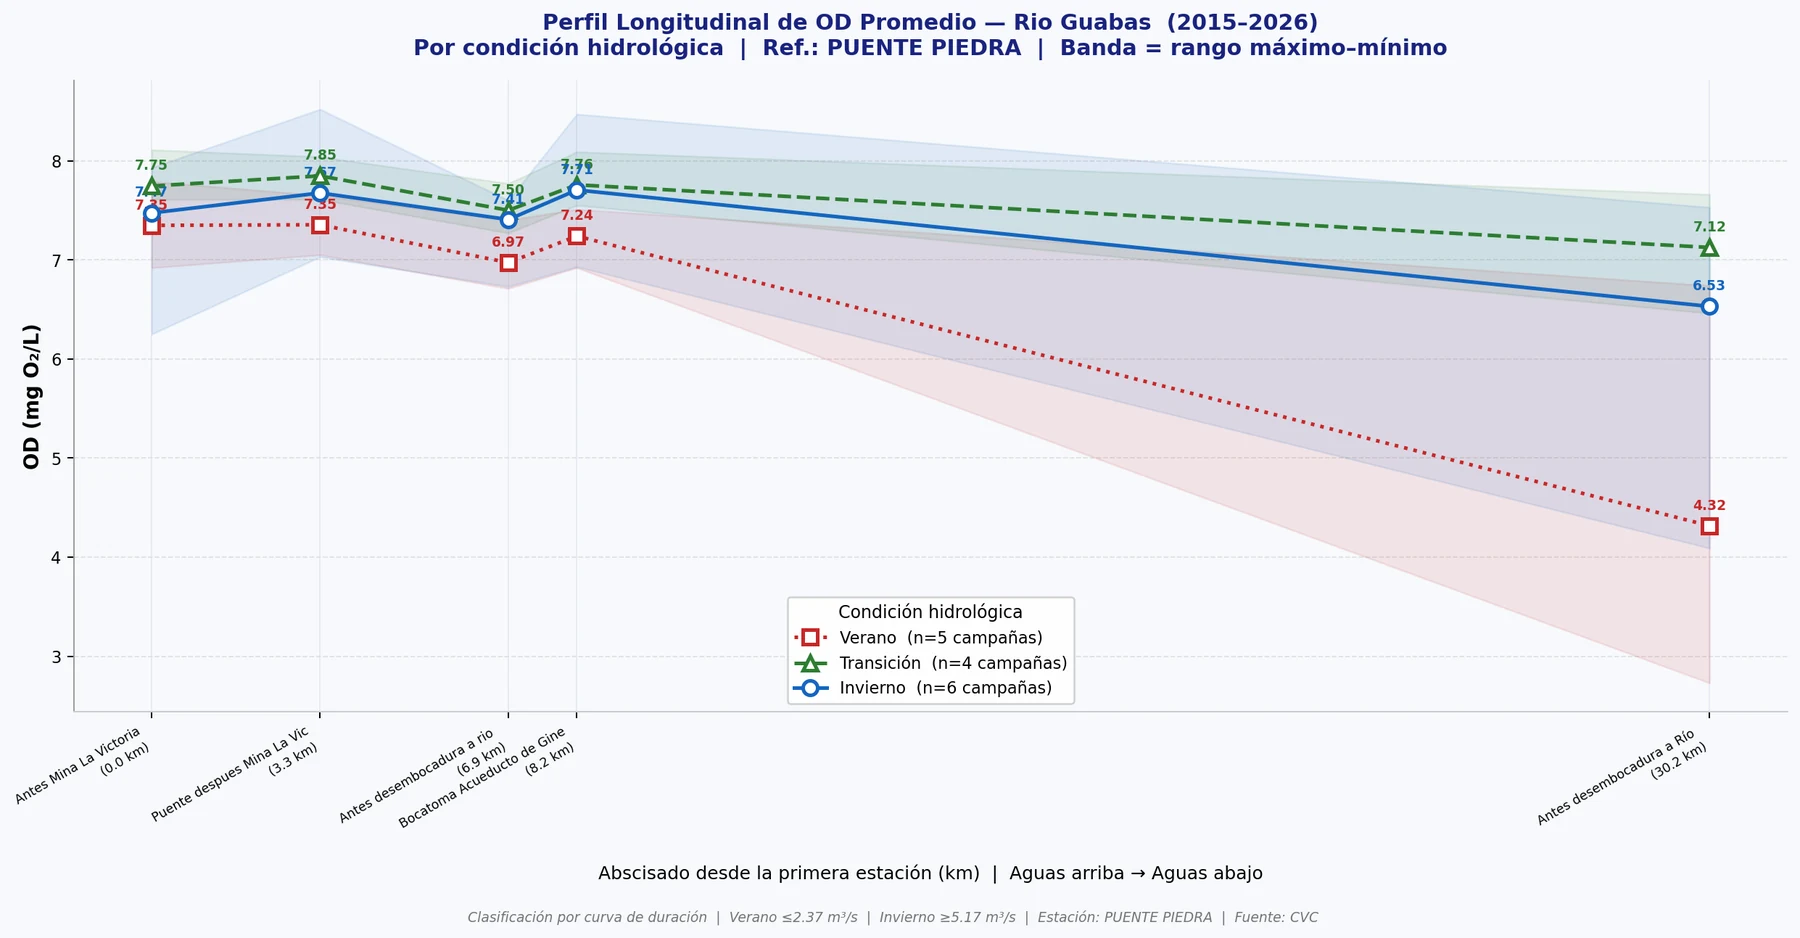 Perfil Longitudinal de OD Promedio — Rio Guabas  (2015–2026)
Por condición hidrológica  |  Ref.: PUENTE PIEDRA  |  Banda = rango máximo–mínimo
OD (mg O₂/L)
8
7
6
5
4
3
7.75
7.35
7.85
7.67
7.35
7.50
7.41
6.97
7.76
7.71
7.24
7.12
6.53
4.32
Condición hidrológica
Verano  (n=5 campañas)
Transición  (n=4 campañas)
Invierno  (n=6 campañas)
Antes Mina La Victoria
(0.0 km)
Puente despues Mina La Vic
(3.3 km)
Antes desembocadura a rio
(6.9 km)
Bocatoma Acueducto de Gine
(8.2 km)
Antes desembocadura a Río
(30.2 km)
Abscisado desde la primera estación (km)  |  Aguas arriba → Aguas abajo
Clasificación por curva de duración  |  Verano ≤2.37 m³/s  |  Invierno ≥5.17 m³/s  |  Estación: PUENTE PIEDRA  |  Fuente: CVC